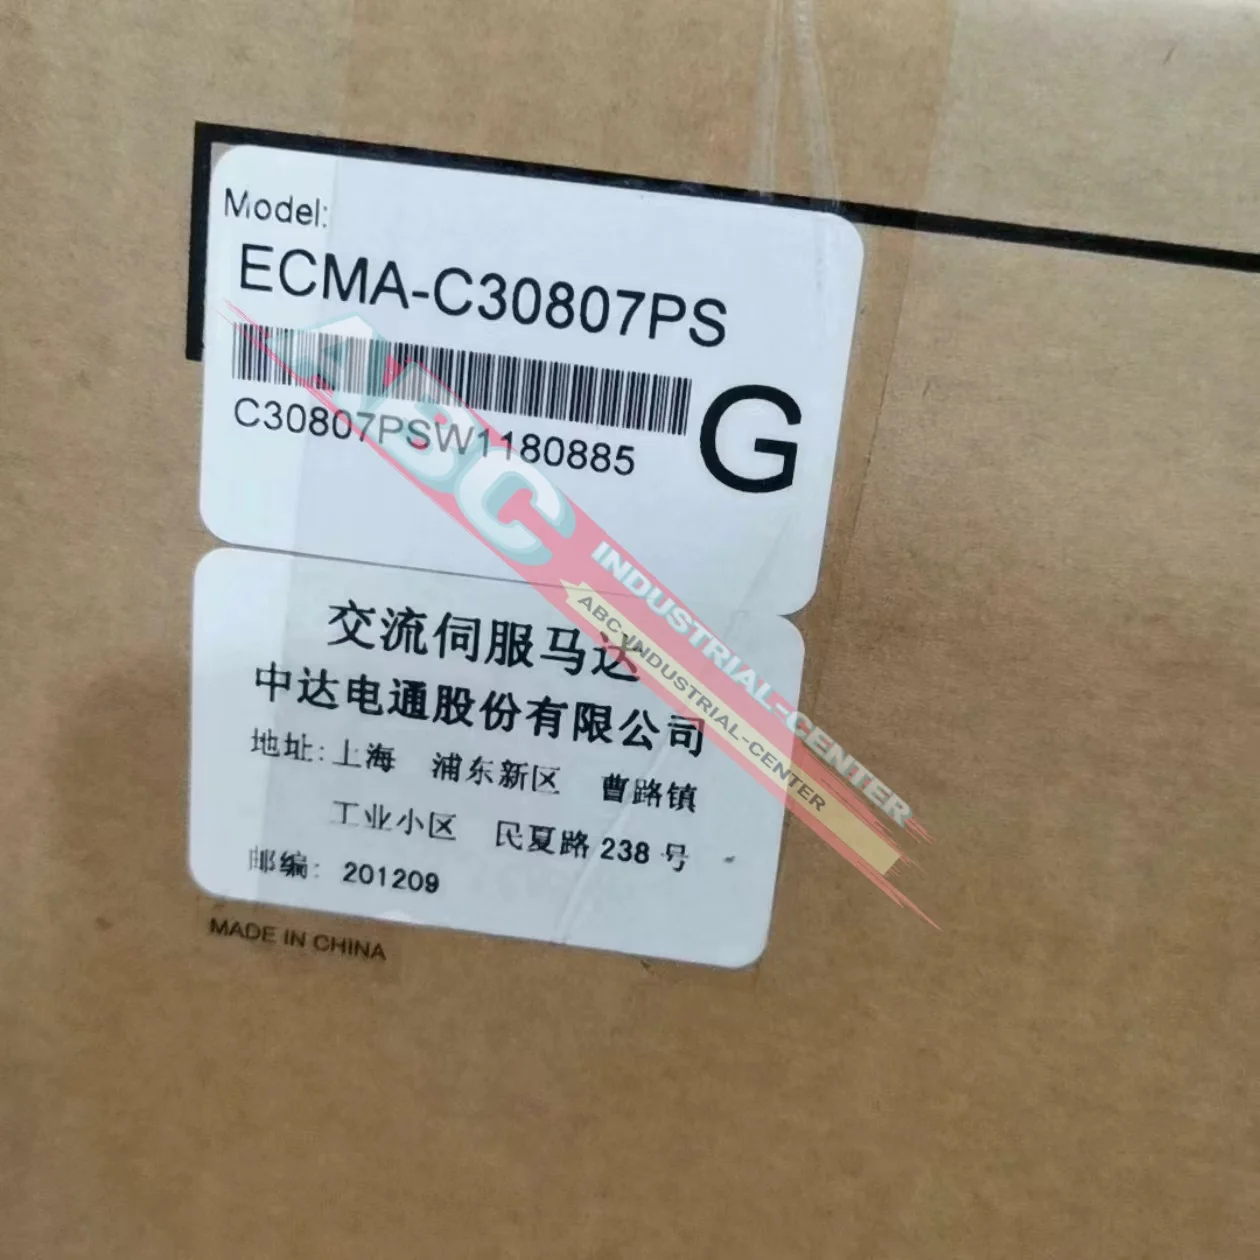 Model:
ECMA-C30807PS
C30807PSW1180885
G
交流伺服马达
中达电通股份有限公司
地址: 上海 浦东新区 曹路镇
工业小区 民夏路 238 号
邮编: 201209
MADE IN CHINA
ABC
INDUSTRIAL-CENTER
ABC INDUSTRIAL-CENTER